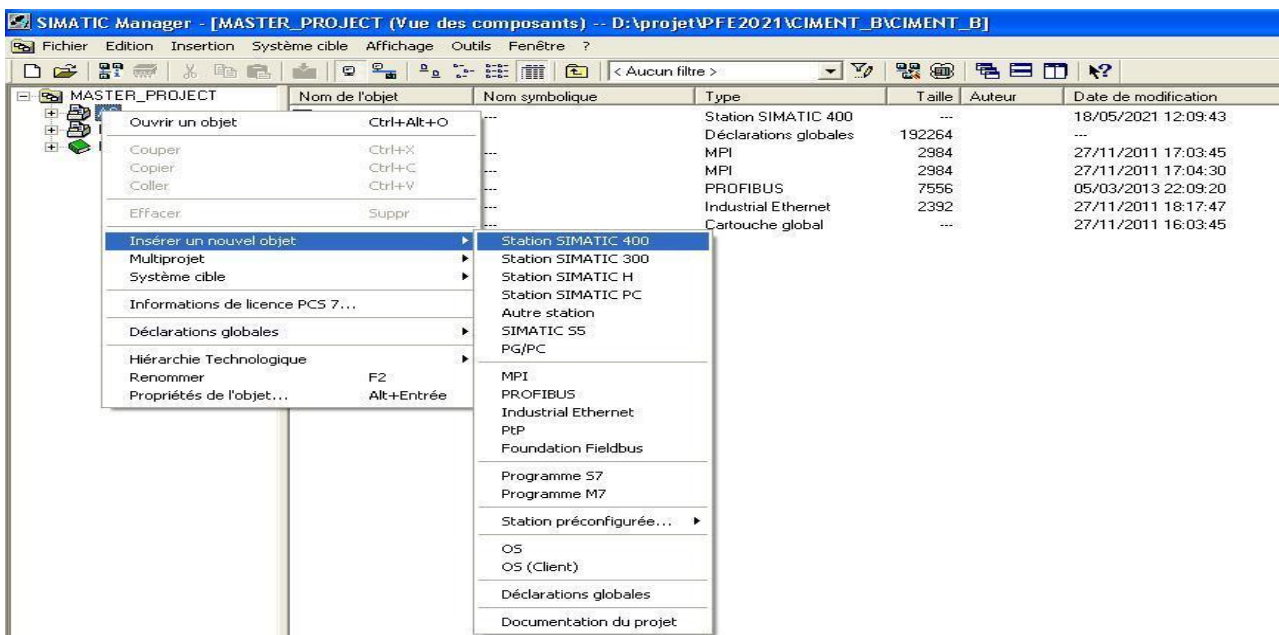 SIMATIC Manager - [MASTER_PROJECT (Vue des composants) -- D:\projet\PFE2021\CIMENT_B\CIMENT_B]
Fichier Edition Insertion Système cible Affichage Outils Fenêtre ?
< Aucun filtre >
MASTER_PROJECT
Nom de l'objet Nom symbolique Type Taille Auteur Date de modification
--- Station SIMATIC 400 --- 18/05/2021 12:09:43
Déclarations globales 192264 ---
--- MPI 2984 27/11/2011 17:03:45
--- MPI 2984 27/11/2011 17:04:30
--- PROFIBUS 7556 05/03/2013 22:09:20
--- Industrial Ethernet 2392 27/11/2011 18:17:47
--- Cartouche global --- 27/11/2011 16:03:45
Ouvrir un objet Ctrl+Alt+O
Couper Ctrl+X
Copier Ctrl+C
Coller Ctrl+V
Effacer Suppr
Insérer un nouvel objet
Multiprojet
Système cible
Informations de licence PCS 7...
Déclarations globales
Hiérarchie Technologique
Renommer F2
Propriétés de l'objet... Alt+Entrée
Station SIMATIC 400
Station SIMATIC 300
Station SIMATIC H
Station SIMATIC PC
Autre station
SIMATIC S5
PG/PC
MPI
PROFIBUS
Industrial Ethernet
PtP
Foundation Fieldbus
Programme S7
Programme M7
Station préconfigurée...
OS
OS (Client)
Déclarations globales
Documentation du projet